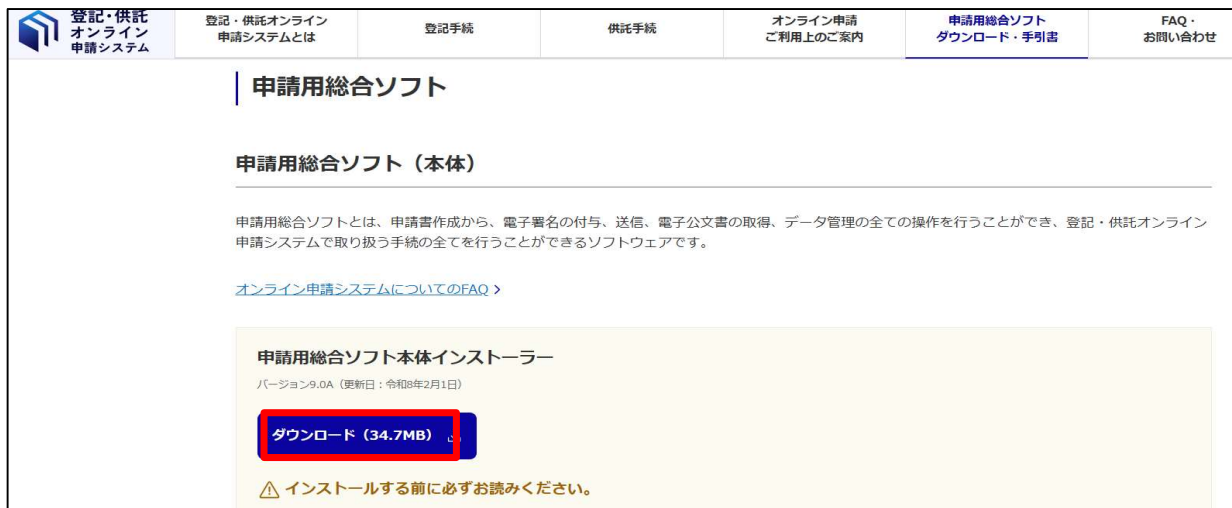 登記・供託
オンライン
申請システム
登記・供託オンライン
申請システムとは
登記手続
供託手続
オンライン申請
ご利用上のご案内
申請用総合ソフト
ダウンロード・手引書
FAQ・
お問い合わせ
申請用総合ソフト
申請用総合ソフト（本体）
申請用総合ソフトとは、申請書作成から、電子署名の付与、送信、電子公文書の取得、データ管理の全ての操作を行うことができ、登記・供託オンライン
申請システムで取り扱う手続の全てを行うことができるソフトウェアです。
オンライン申請システムについてのFAQ
申請用総合ソフト本体インストーラー
バージョン9.0A（更新日：令和8年2月1日）
ダウンロード（34.7MB）
インストールする前に必ずお読みください。